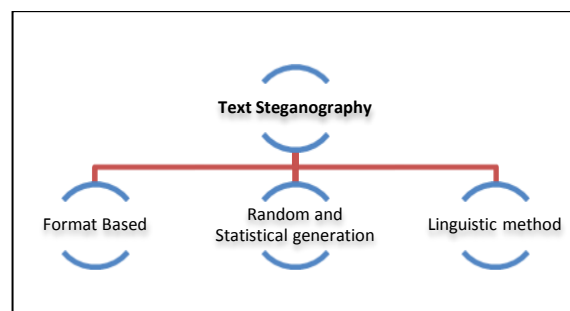 Text Steganography
Format Based
Random and
Statistical generation
Linguistic method